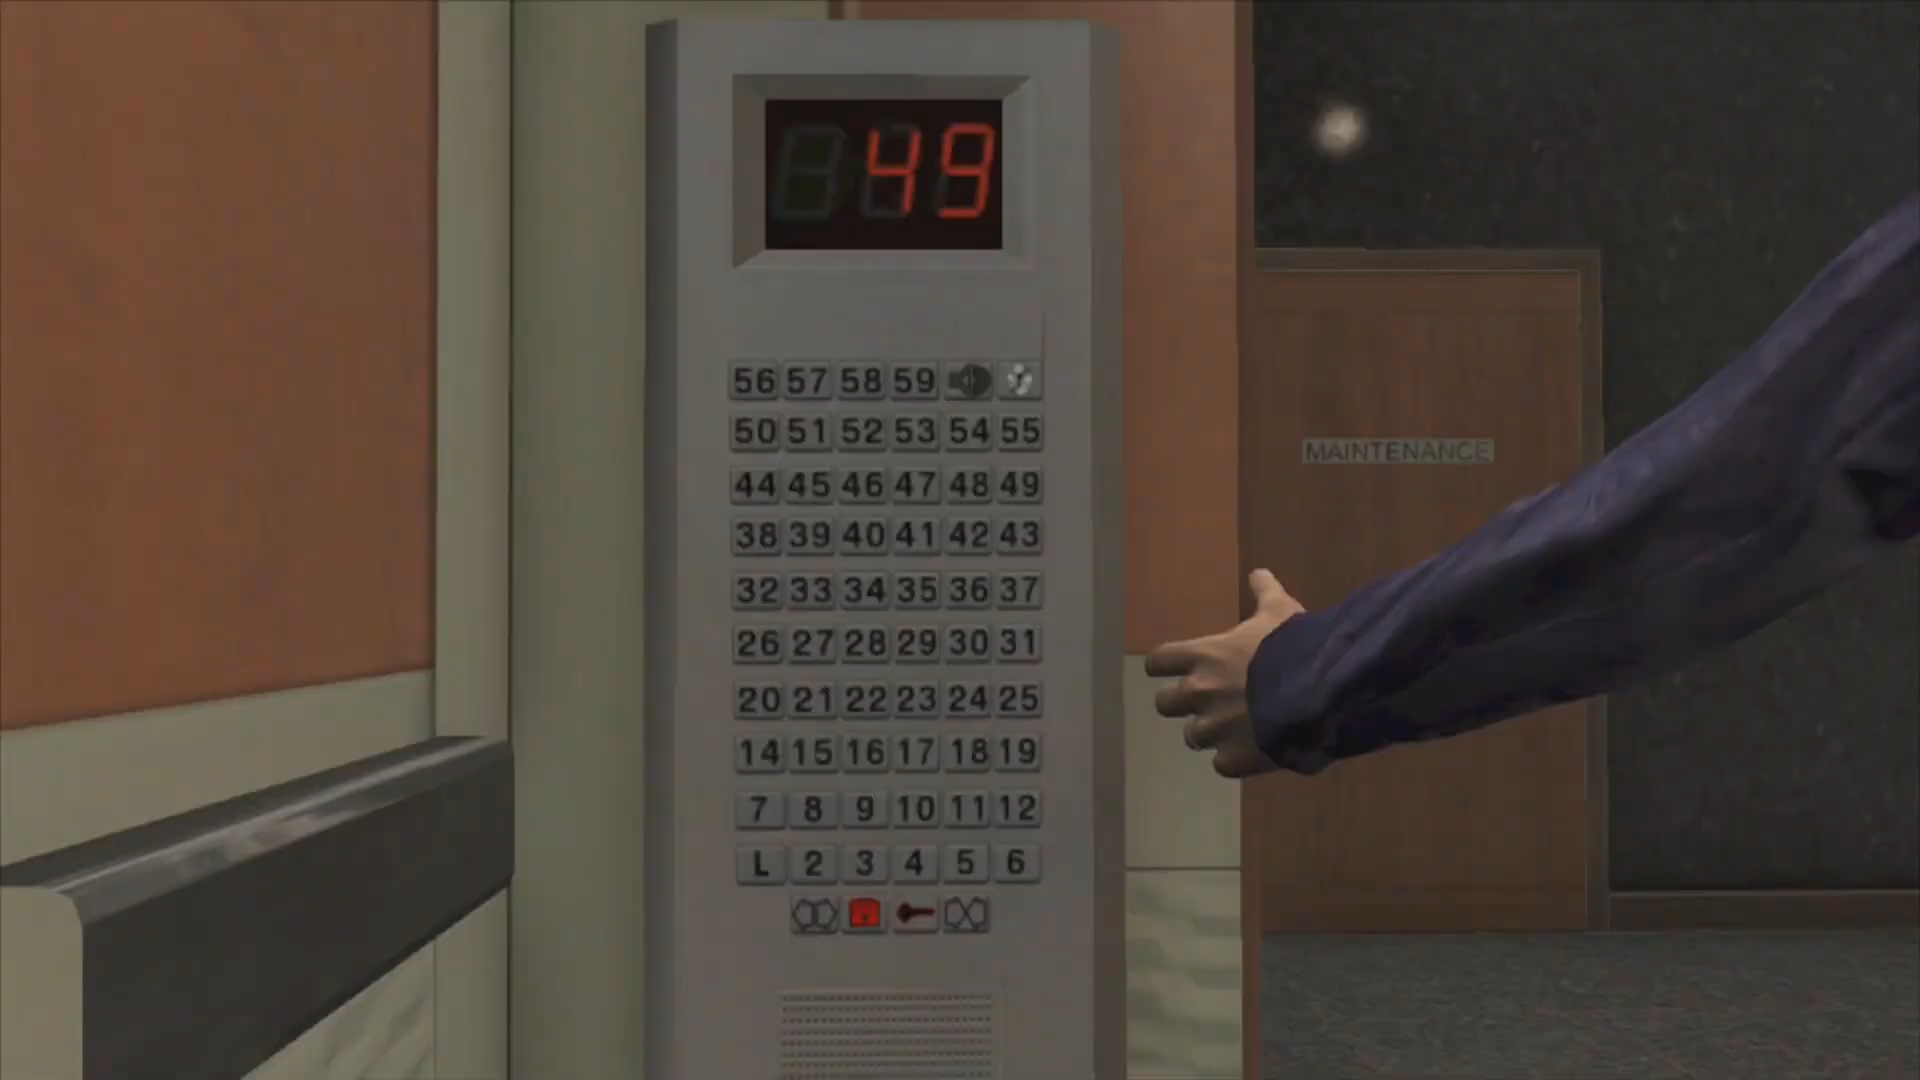 49
56 57 58 59
50 51 52 53 54 55
MAINTENANCE
44 45 46 47 48 49
38 39 40 41 42 43
32 33 34 35 36 37
26 27 28 29 30 31
20 21 22 23 24 25
14 15 16 17 18 19
7 8 9 10 11 12
L 2 3 4 5 6